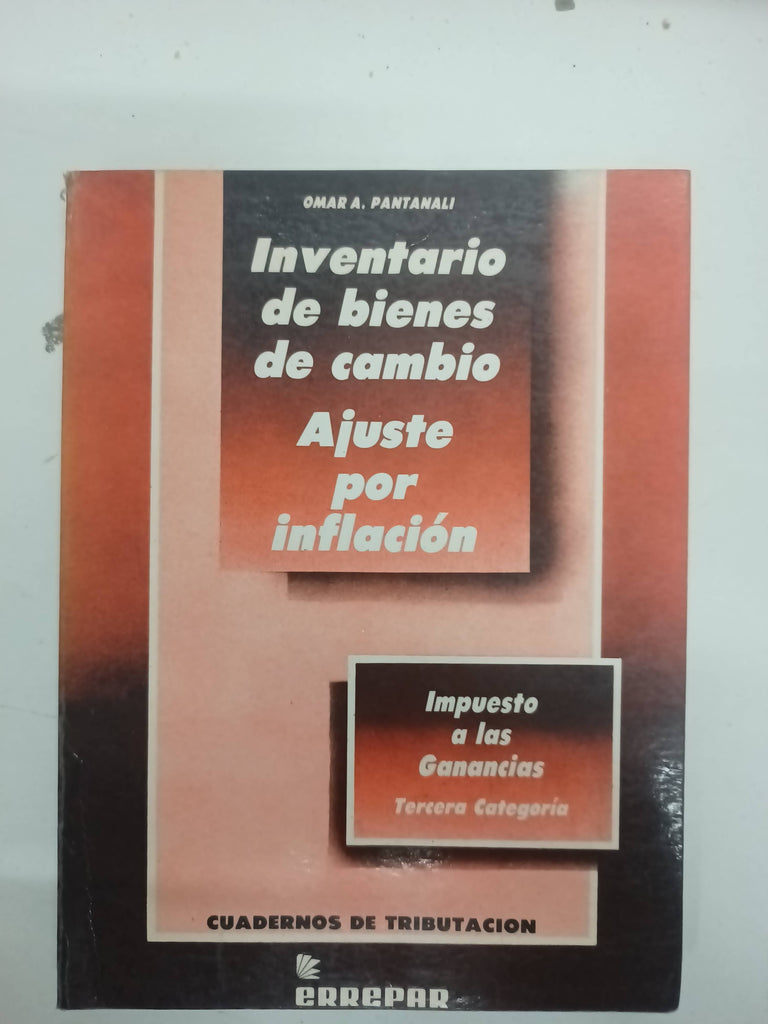 OMAR A. PANTANALI
Inventario
de bienes
de cambio
Ajuste
por
inflación
Impuesto
a las
Ganancias
Tercera Categoría
CUADERNOS DE TRIBUTACION
ERREPAR